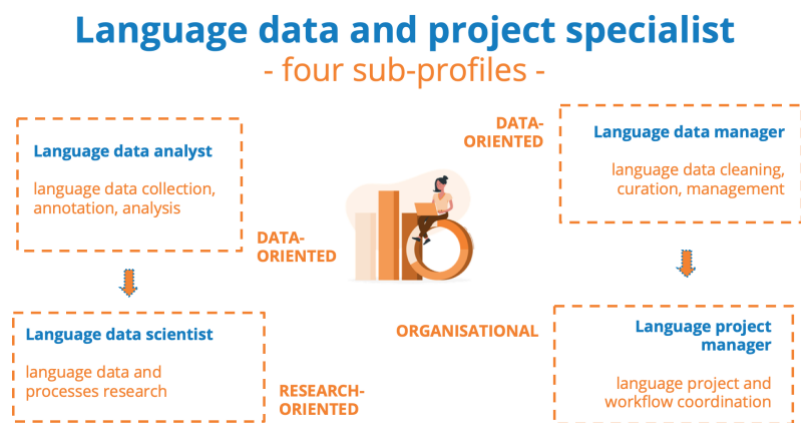 Language data and project specialist
- four sub-profiles -
Language data analyst
language data collection,
annotation, analysis
DATA-
ORIENTED
Language data scientist
language data and
processes research
RESEARCH-
ORIENTED
DATA-
ORIENTED
Language data manager
language data cleaning,
curation, management
ORGANISATIONAL
Language project
manager
language project and
workflow coordination